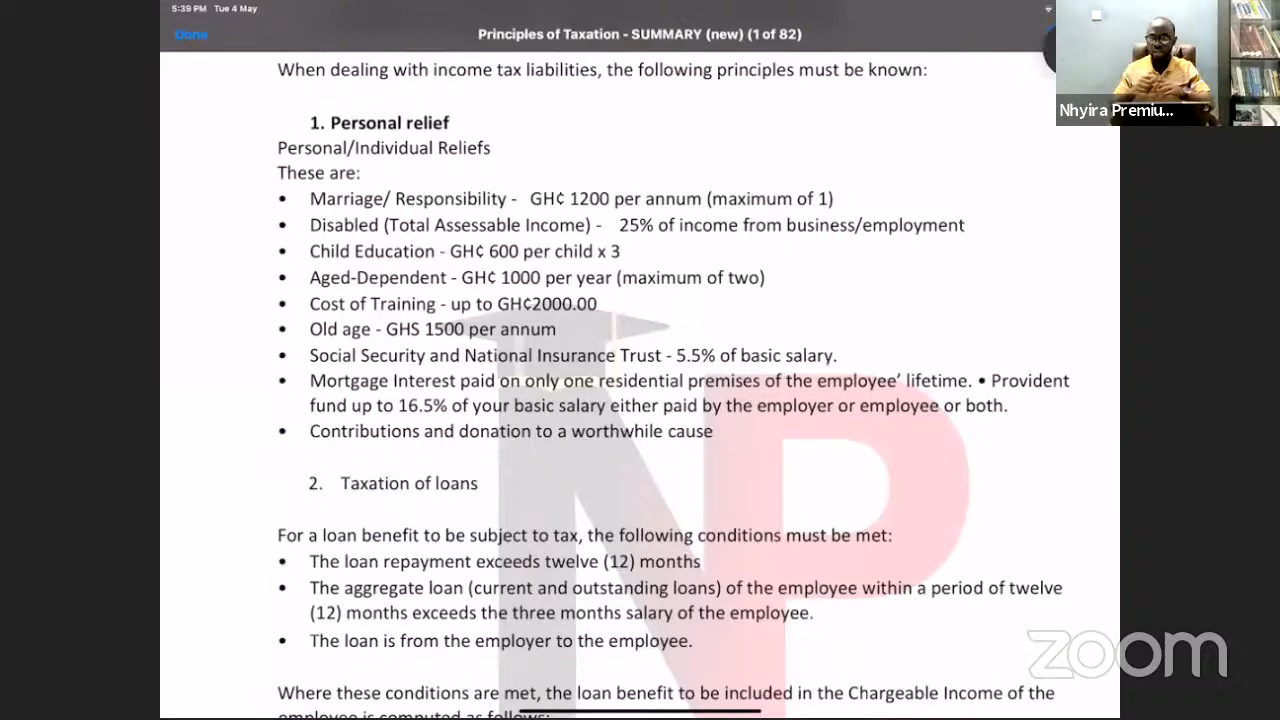 5:39 PM Tue 4 May
Done
Principles of Taxation - SUMMARY (new) (1 of 82)
Nhyira Premiu...
When dealing with income tax liabilities, the following principles must be known:
1. Personal relief
Personal/Individual Reliefs
These are:
• Marriage/ Responsibility - GH₵ 1200 per annum (maximum of 1)
• Disabled (Total Assessable Income) - 25% of income from business/employment
• Child Education - GH₵ 600 per child x 3
• Aged-Dependent - GH₵ 1000 per year (maximum of two)
• Cost of Training - up to GH₵2000.00
• Old age - GHS 1500 per annum
• Social Security and National Insurance Trust - 5.5% of basic salary.
• Mortgage Interest paid on only one residential premises of the employee’ lifetime. • Provident
fund up to 16.5% of your basic salary either paid by the employer or employee or both.
• Contributions and donation to a worthwhile cause
2. Taxation of loans
For a loan benefit to be subject to tax, the following conditions must be met:
• The loan repayment exceeds twelve (12) months
• The aggregate loan (current and outstanding loans) of the employee within a period of twelve
(12) months exceeds the three months salary of the employee.
• The loan is from the employer to the employee.
Where these conditions are met, the loan benefit to be included in the Chargeable Income of the
employee is computed as follows:
NP
zoom